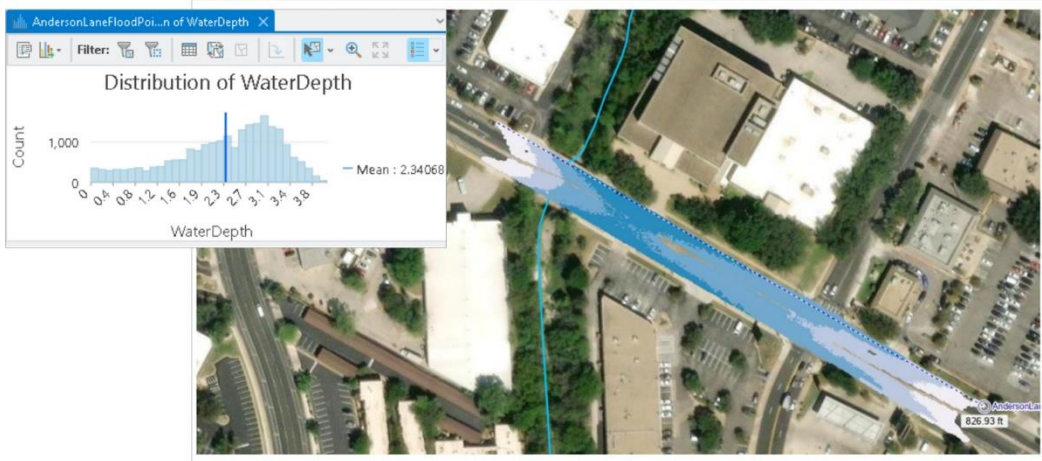 AndersonLaneFloodPoi...n of WaterDepth
Filter:
Distribution of WaterDepth
Count
1,000
0
Mean : 2.34068
0 0.4 0.8 1.2 1.6 1.9 2.3 2.7 3.1 3.4 3.8
WaterDepth
AndersonLa
826.93 ft